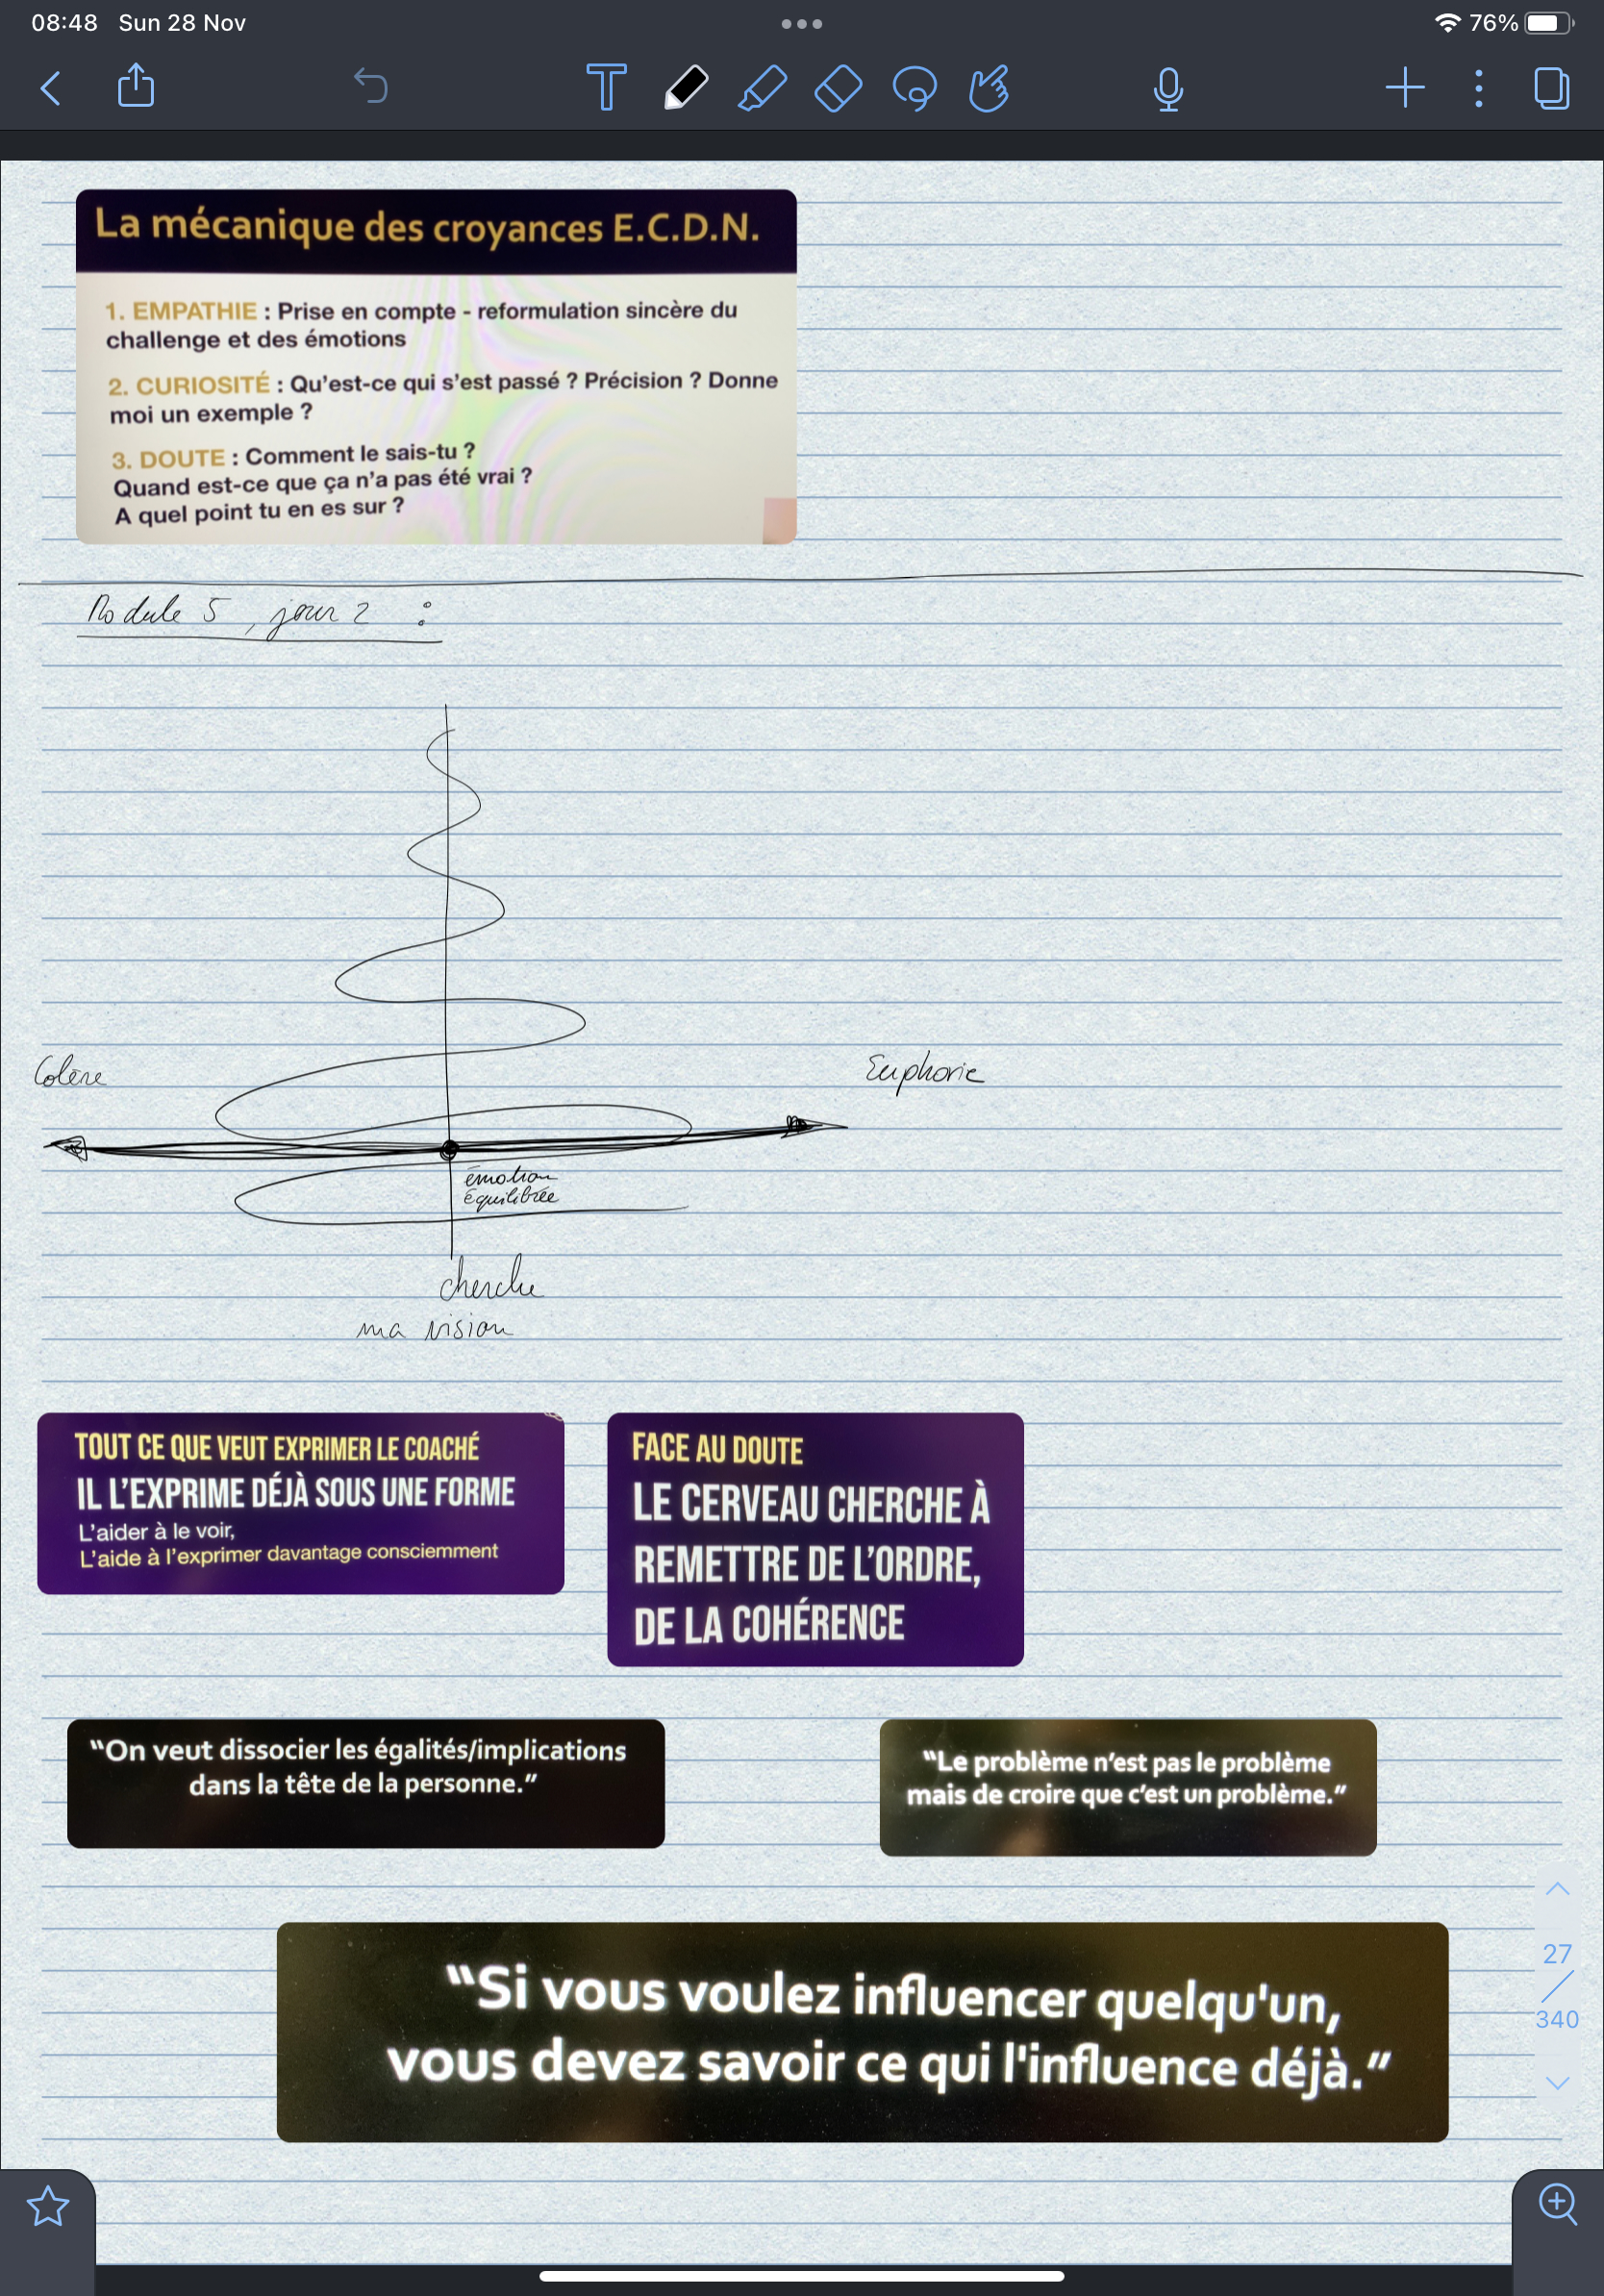 08:48 Sun 28 Nov
76%
La mécanique des croyances E.C.D.N.
1. EMPATHIE : Prise en compte - reformulation sincère du
challenge et des émotions
2. CURIOSITÉ : Qu’est-ce qui s’est passé ? Précision ? Donne
moi un exemple ?
3. DOUTE : Comment le sais-tu ?
Quand est-ce que ça n’a pas été vrai ?
A quel point tu en es sur ?
Module 5, jour 2 :
Colère
Euphorie
émotion
équilibrée
cherche
ma vision
TOUT CE QUE VEUT EXPRIMER LE COACHÉ
IL L’EXPRIME DÉJÀ SOUS UNE FORME
L’aider à le voir,
L’aide à l’exprimer davantage consciemment
FACE AU DOUTE
LE CERVEAU CHERCHE À
REMETTRE DE L’ORDRE,
DE LA COHÉRENCE
“On veut dissocier les égalités/implications
dans la tête de la personne.”
“Le problème n’est pas le problème
mais de croire que c’est un problème.”
“Si vous voulez influencer quelqu'un,
vous devez savoir ce qui l'influence déjà.”
27
340